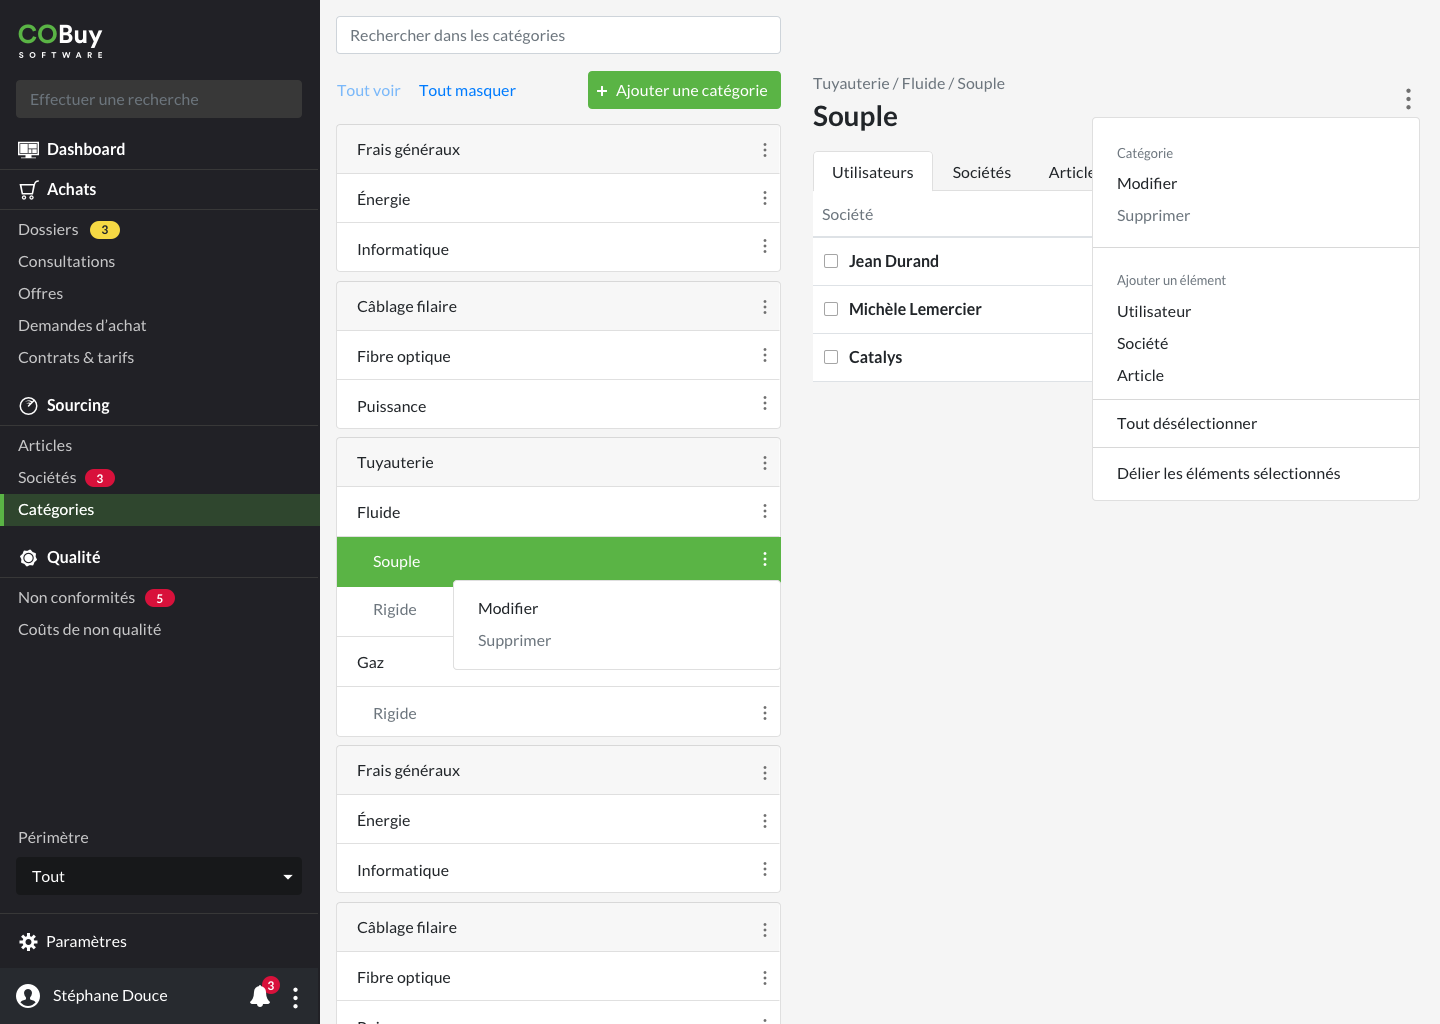 COBuy
SOFTWARE
Effectuer une recherche
Dashboard
Achats
Dossiers 3
Consultations
Offres
Demandes d’achat
Contrats & tarifs
Sourcing
Articles
Sociétés 3
Catégories
Qualité
Non conformités 5
Coûts de non qualité
Périmètre
Tout
Paramètres
Stéphane Douce 3
Rechercher dans les catégories
Tout voir Tout masquer + Ajouter une catégorie
Frais généraux
Énergie
Informatique
Câblage filaire
Fibre optique
Puissance
Tuyauterie
Fluide
Souple
Rigide
Gaz
Rigide
Modifier
Supprimer
Frais généraux
Énergie
Informatique
Câblage filaire
Fibre optique
Tuyauterie / Fluide / Souple
Souple
Utilisateurs Sociétés Article
Société
Jean Durand
Michèle Lemercier
Catalys
Catégorie
Modifier
Supprimer
Ajouter un élément
Utilisateur
Société
Article
Tout désélectionner
Délier les éléments sélectionnés